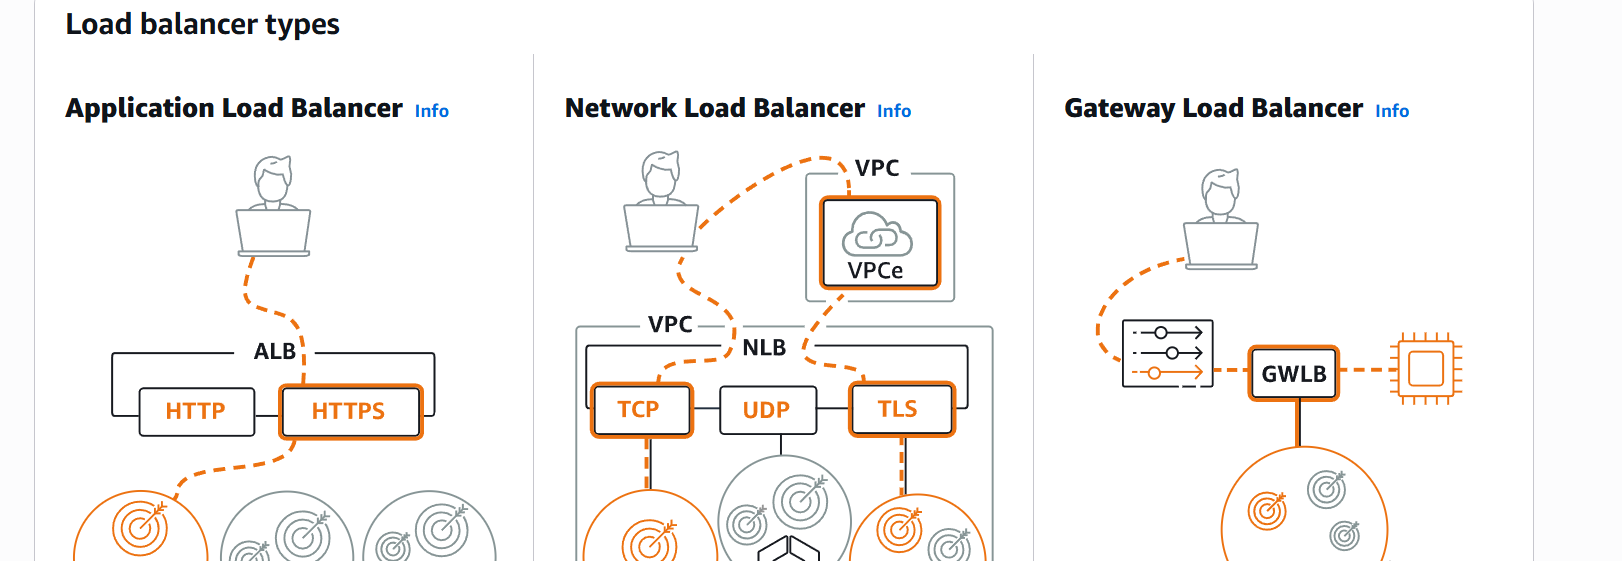 Load balancer types
Application Load Balancer Info
ALB
HTTP
HTTPS
Network Load Balancer Info
VPC
VPCe
VPC
NLB
TCP
UDP
TLS
Gateway Load Balancer Info
GWLB